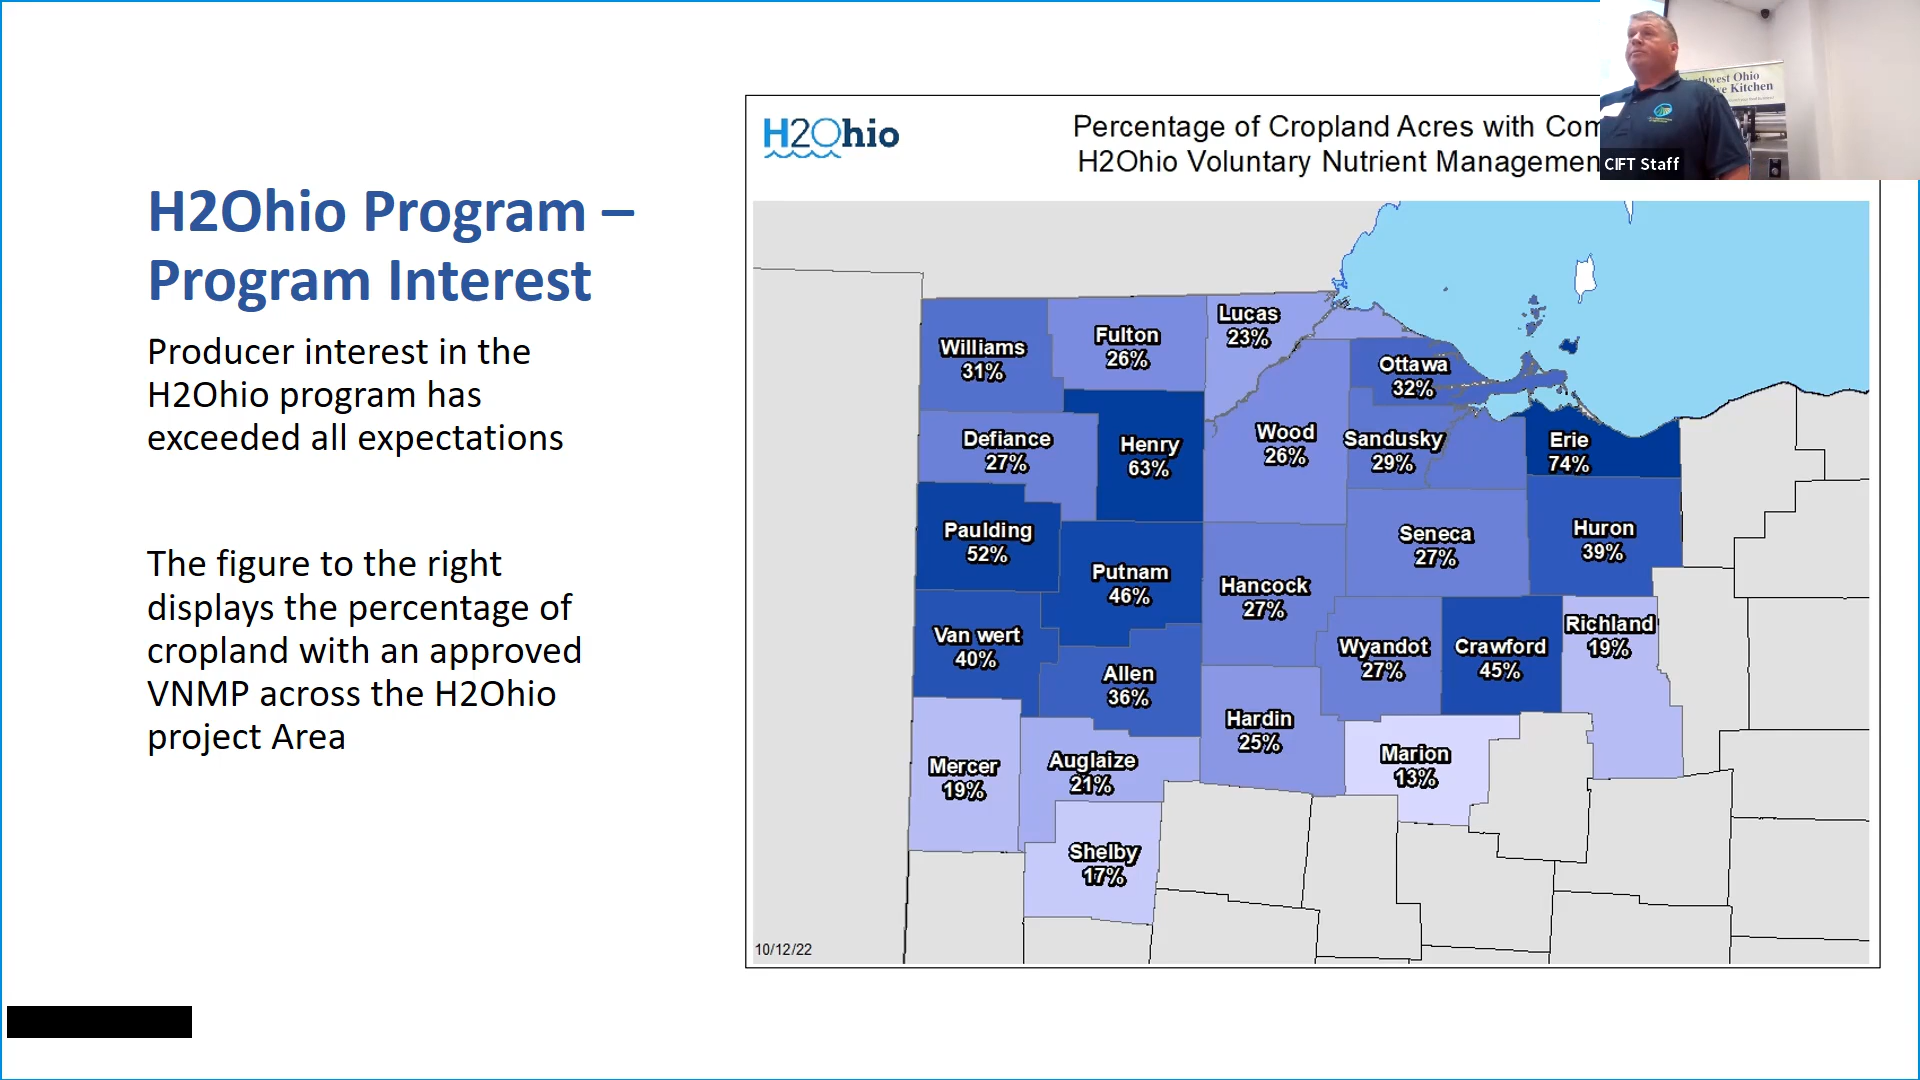 H2Ohio Program –
Program Interest
Producer interest in the
H2Ohio program has
exceeded all expectations
The figure to the right
displays the percentage of
cropland with an approved
VNMP across the H2Ohio
project Area
H2Ohio
Percentage of Cropland Acres with
H2Ohio Voluntary Nutrient
Williams
31%
Fulton
26%
Lucas
23%
Ottawa
32%
Defiance
27%
Henry
63%
Wood
26%
Sandusky
29%
Erie
74%
Paulding
52%
Putnam
46%
Hancock
27%
Seneca
27%
Huron
39%
Van wert
40%
Allen
36%
Wyandot
27%
Crawford
45%
Richland
19%
Hardin
25%
Marion
13%
Mercer
19%
Auglaize
21%
Shelby
17%
10/12/22
Ohio
Kitchen
CIFT Staff